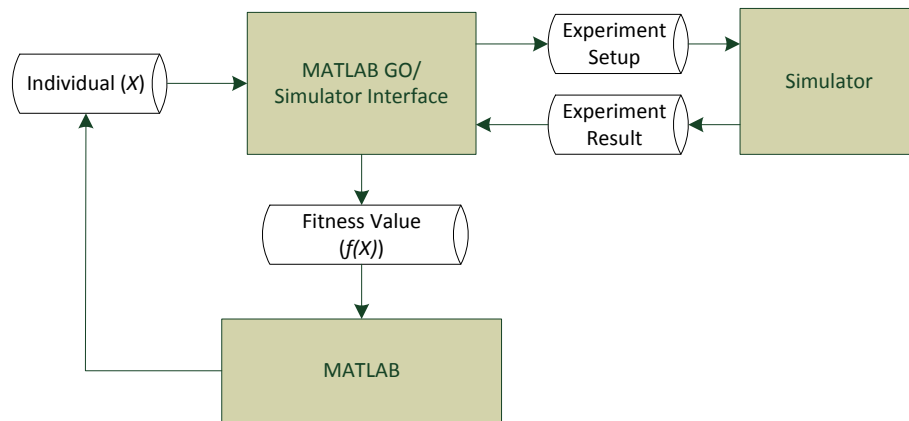 Individual (X)
MATLAB GO/
Simulator Interface
Experiment
Setup
Simulator
Experiment
Result
Fitness Value
(f(X))
MATLAB